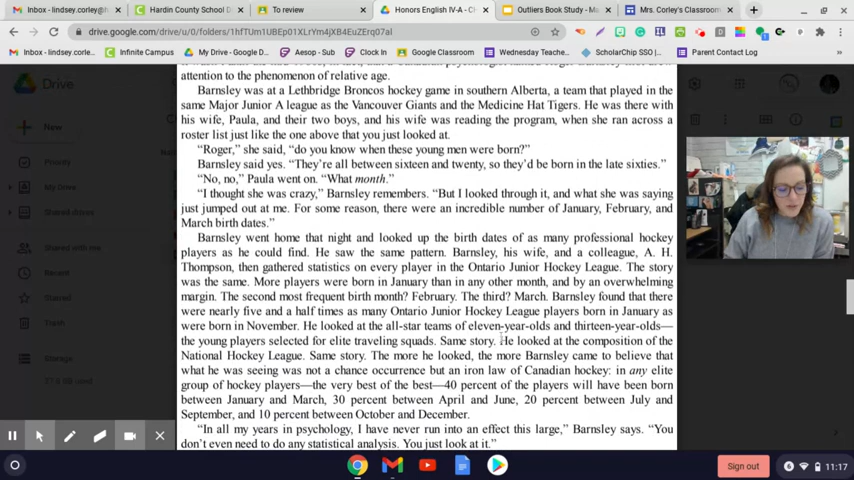 Inbox - lindsey.corley@
Hardin County School D
To review
Honors English IV-A - C
Outliers Book Study - M
Mrs. Corley's Classroom
drive.google.com/drive/u/0/folders/1hfTUm1UBEp01XLrYm4jXB4EuZErq07al
Inbox - lindsey.corle...
Infinite Campus
My Drive - Google D...
Aesop - Sub
Clock In
Google Classroom
Wednesday Teache...
ScholarChip SSO |...
Parent Contact Log
Drive
New
Priority
My Drive
Shared drives
Shared with me
Recent
Starred
Trash
Storage
attention to the phenomenon of relative age.
Barnsley was at a Lethbridge Broncos hockey game in southern Alberta, a team that played in the
same Major Junior A league as the Vancouver Giants and the Medicine Hat Tigers. He was there with
his wife, Paula, and their two boys, and his wife was reading the program, when she ran across a
roster list just like the one above that you just looked at.
“Roger,” she said, “do you know when these young men were born?”
Barnsley said yes. “They’re all between sixteen and twenty, so they’d be born in the late sixties.”
“No, no,” Paula went on. “What month.”
“I thought she was crazy,” Barnsley remembers. “But I looked through it, and what she was saying
just jumped out at me. For some reason, there were an incredible number of January, February, and
March birth dates.”
Barnsley went home that night and looked up the birth dates of as many professional hockey
players as he could find. He saw the same pattern. Barnsley, his wife, and a colleague, A. H.
Thompson, then gathered statistics on every player in the Ontario Junior Hockey League. The story
was the same. More players were born in January than in any other month, and by an overwhelming
margin. The second most frequent birth month? February. The third? March. Barnsley found that there
were nearly five and a half times as many Ontario Junior Hockey League players born in January as
were born in November. He looked at the all-star teams of eleven-year-olds and thirteen-year-olds—
the young players selected for elite traveling squads. Same story. He looked at the composition of the
National Hockey League. Same story. The more he looked, the more Barnsley came to believe that
what he was seeing was not a chance occurrence but an iron law of Canadian hockey: in any elite
group of hockey players—the very best of the best—40 percent of the players will have been born
between January and March, 30 percent between April and June, 20 percent between July and
September, and 10 percent between October and December.
“In all my years in psychology, I have never run into an effect this large,” Barnsley says. “You
don’t even need to do any statistical analysis. You just look at it.”
Sign out
11:17